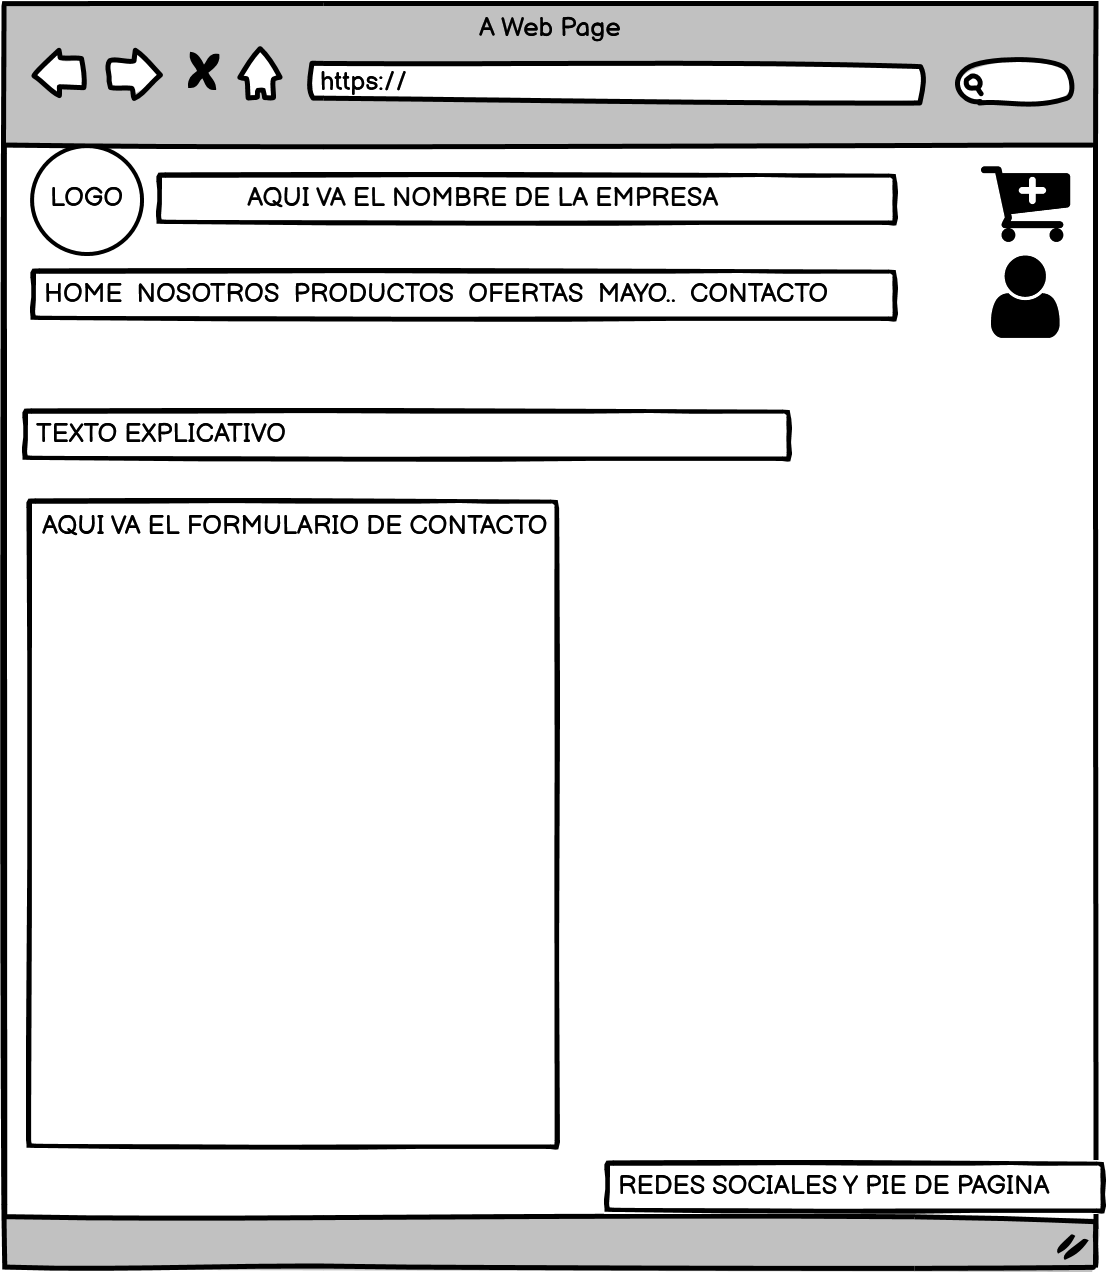 A Web Page
https://
LOGO
AQUI VA EL NOMBRE DE LA EMPRESA
HOME NOSOTROS PRODUCTOS OFERTAS MAYO.. CONTACTO
TEXTO EXPLICATIVO
AQUI VA EL FORMULARIO DE CONTACTO
REDES SOCIALES Y PIE DE PAGINA